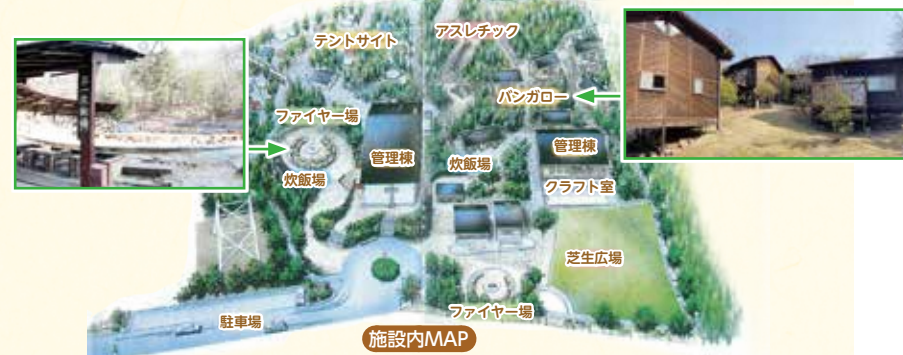 テントサイト
アスレチック
バンガロー
ファイヤー場
管理棟
炊飯場
管理棟
炊飯場
クラフト室
芝生広場
ファイヤー場
駐車場
施設内MAP